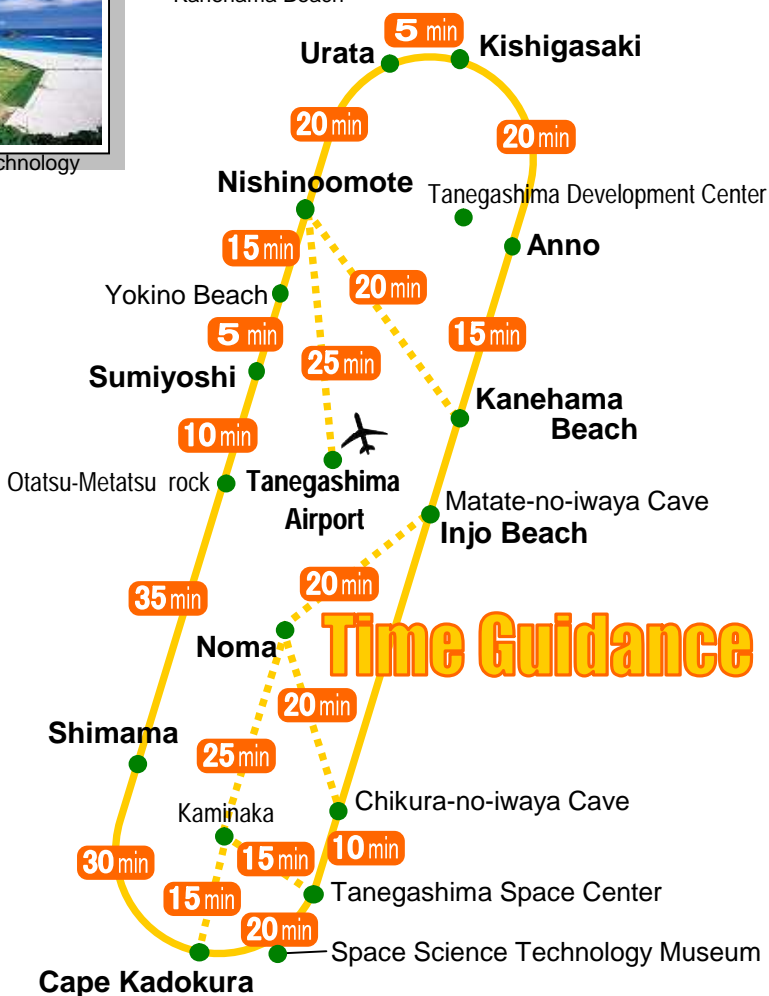 Kanehama Beach
5 min
Urata
Kishigasaki
20 min
20 min
chnology
Nishinoomote
Tanegashima Development Center
15 min
Anno
20 min
Yokino Beach
5 min
15 min
25 min
Sumiyoshi
Kanehama
Beach
10 min
Otatsu-Metatsu rock
Tanegashima
Airport
Matate-no-iwaya Cave
Injo Beach
20 min
35 min
Noma
Time Guidance
20 min
Shimama
25 min
Kaminaka
Chikura-no-iwaya Cave
30 min
15 min
10 min
15 min
Tanegashima Space Center
20 min
Space Science Technology Museum
Cape Kadokura